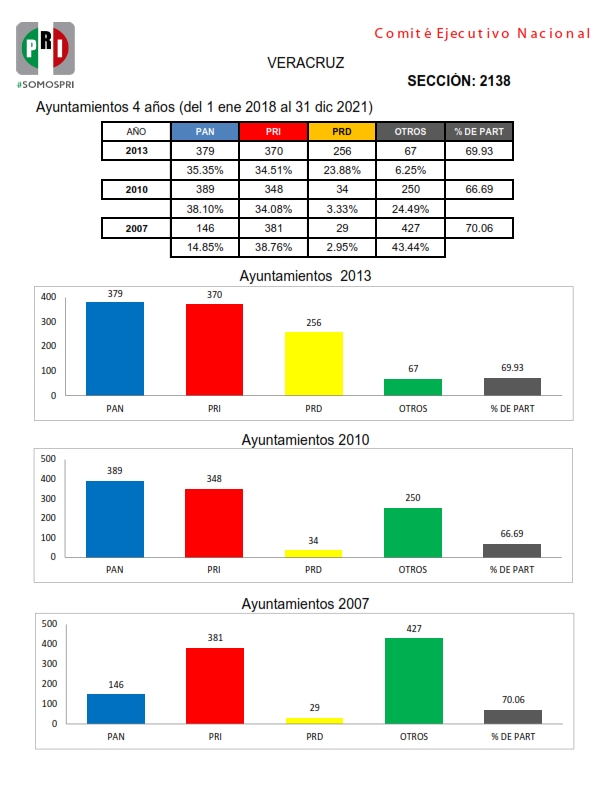 PRI
#SOMOSPRI
Comité Ejecutivo Nacional
VERACRUZ
SECCIÓN: 2138
Ayuntamientos 4 años (del 1 ene 2018 al 31 dic 2021)
AÑO PAN PRI PRD OTROS % DE PART
2013 379 370 256 67 69.93
35.35% 34.51% 23.88% 6.25%
2010 389 348 34 250 66.69
38.10% 34.08% 3.33% 24.49%
2007 146 381 29 427 70.06
14.85% 38.76% 2.95% 43.44%
Ayuntamientos 2013
400
300
200
100
0
379 370 256 67 69.93
PAN PRI PRD OTROS % DE PART
Ayuntamientos 2010
500
400
300
200
100
0
389 348 34 250 66.69
PAN PRI PRD OTROS % DE PART
Ayuntamientos 2007
500
400
300
200
100
0
146 381 29 427 70.06
PAN PRI PRD OTROS % DE PART